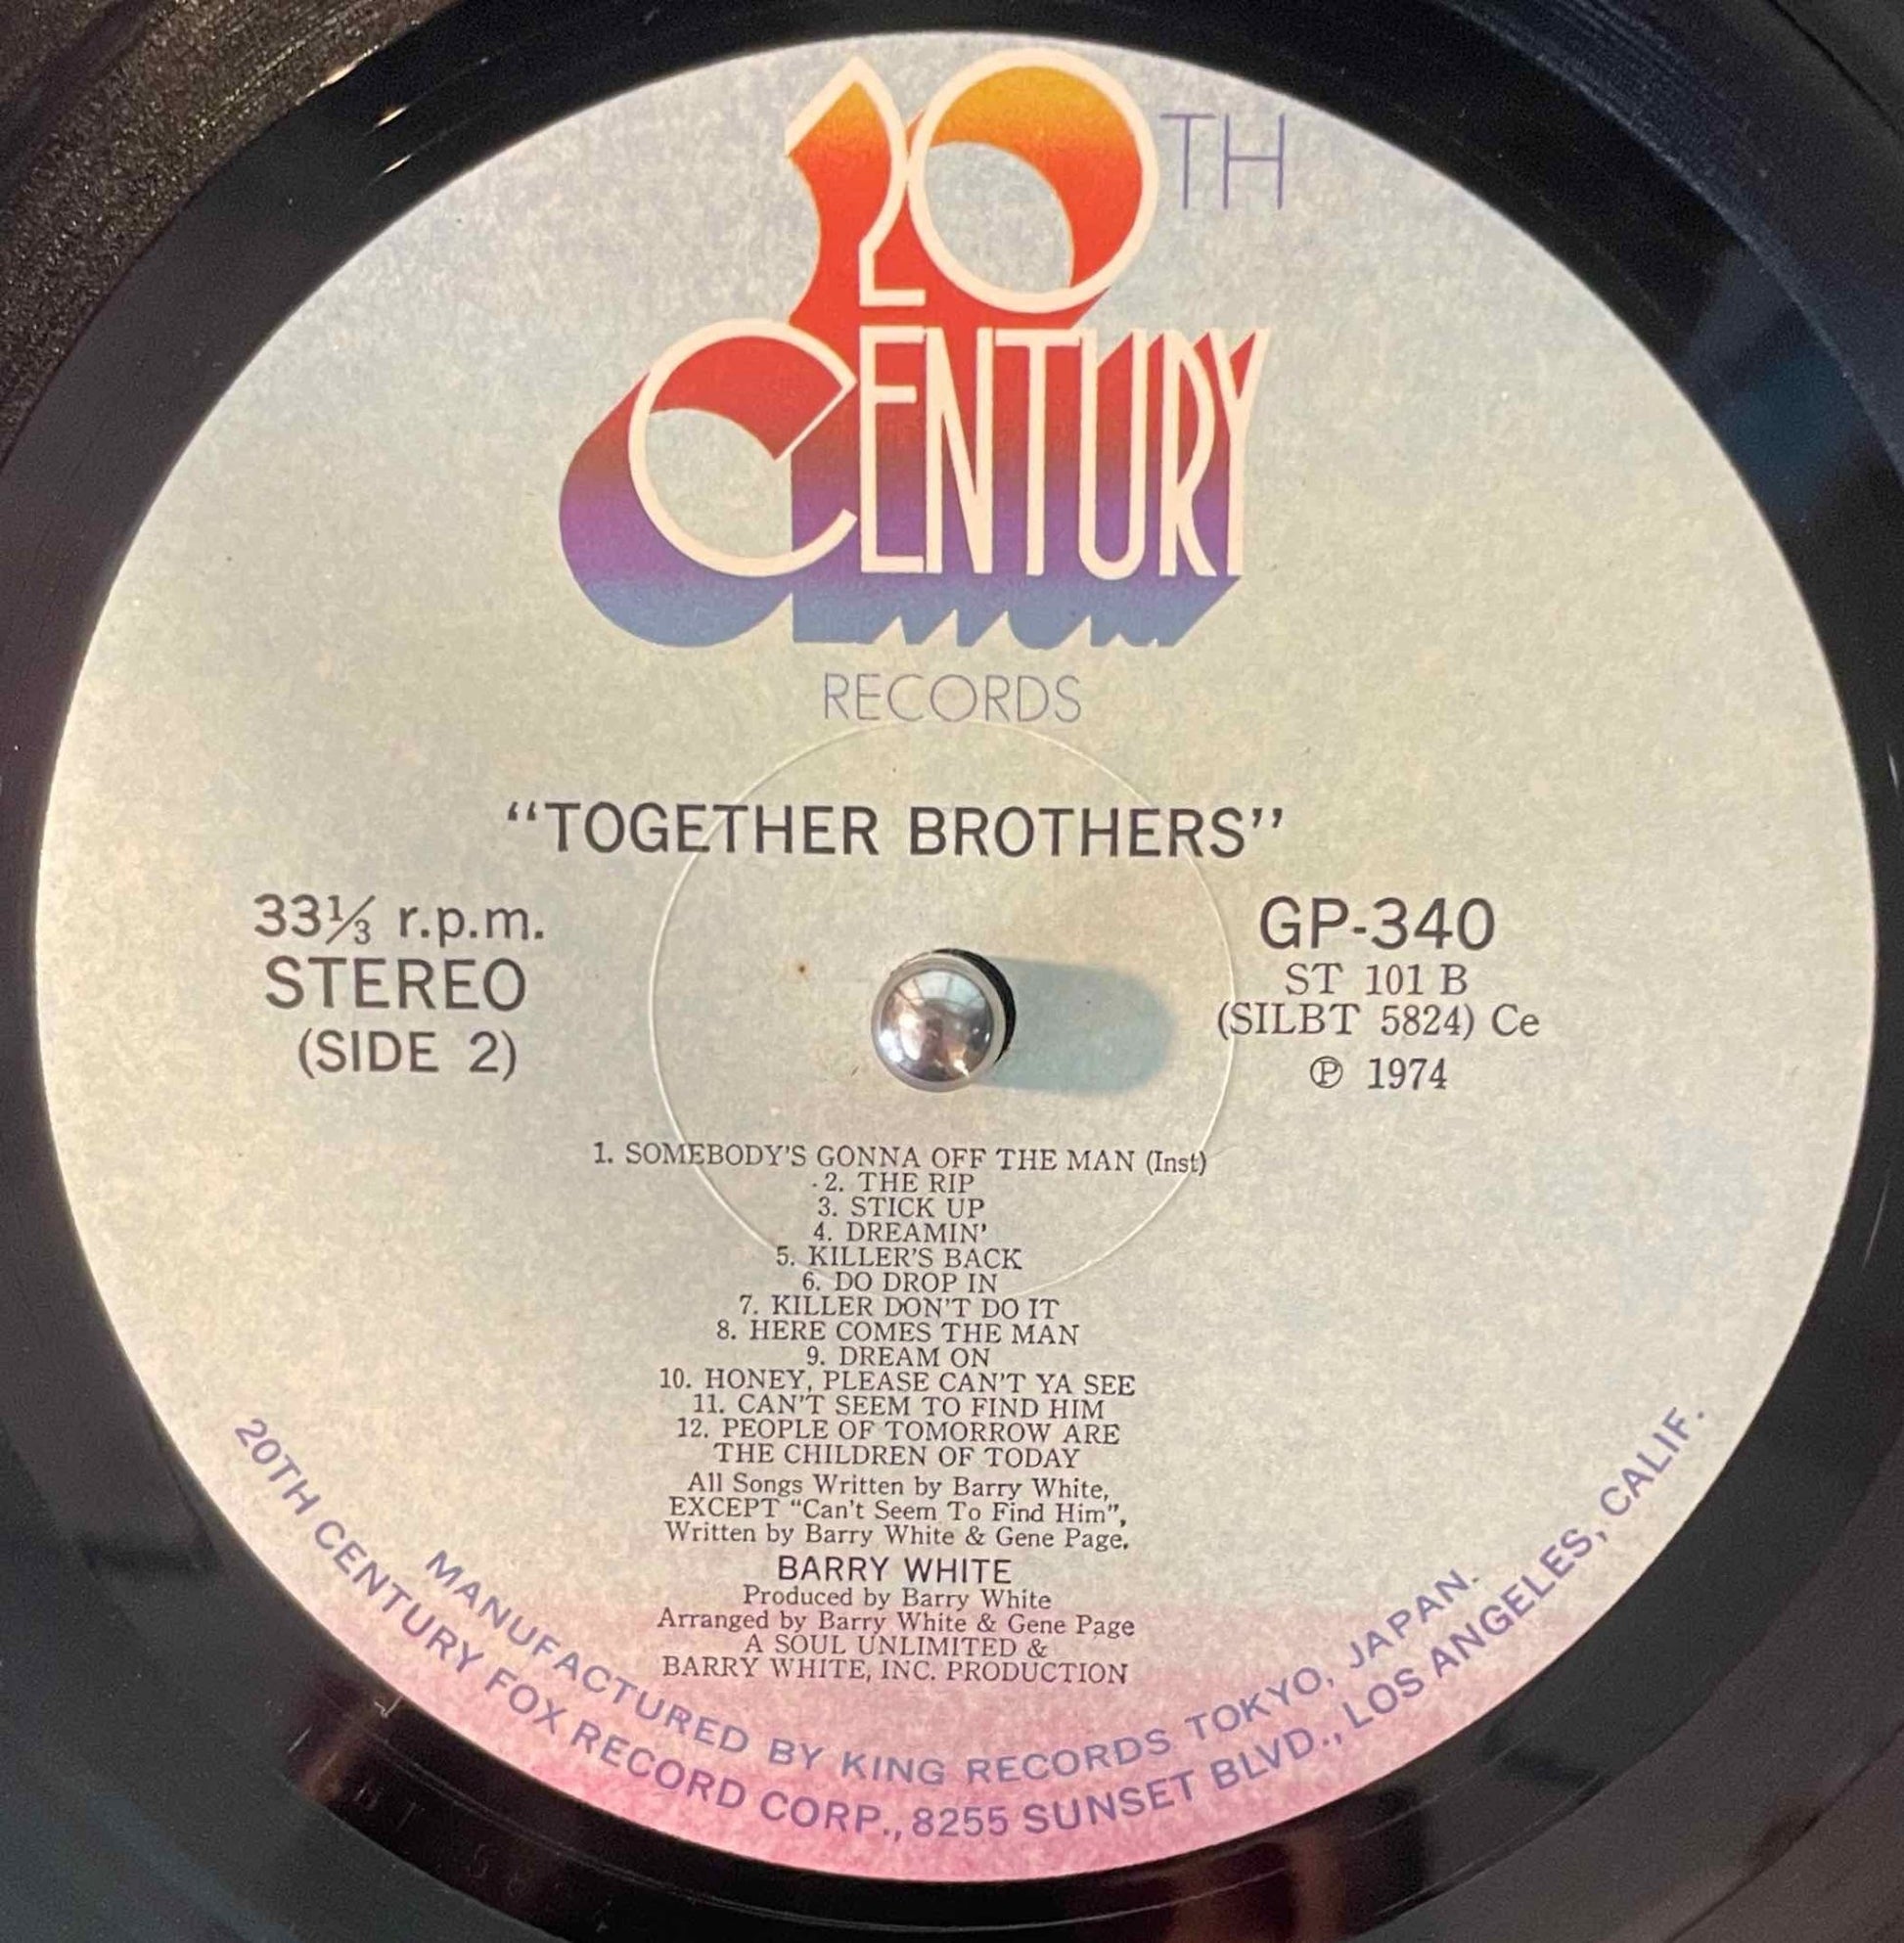 20TH
CENTURY
RECORDS
“TOGETHER BROTHERS”
33⅓ r.p.m.
STEREO
(SIDE 2)
GP-340
ST 101 B
(SILBT 5824) Ce
Ⓟ 1974
1. SOMEBODY'S GONNA OFF THE MAN (Inst)
2. THE RIP
3. STICK UP
4. DREAMIN'
5. KILLER'S BACK
6. DO DROP IN
7. KILLER DON'T DO IT
8. HERE COMES THE MAN
9. DREAM ON
10. HONEY, PLEASE CAN'T YA SEE
11. CAN'T SEEM TO FIND HIM
12. PEOPLE OF TOMORROW ARE
THE CHILDREN OF TODAY
All Songs Written by Barry White,
EXCEPT “Can't Seem To Find Him”,
Written by Barry White & Gene Page.
BARRY WHITE
Produced by Barry White
Arranged by Barry White & Gene Page
A SOUL UNLIMITED &
BARRY WHITE, INC. PRODUCTION
MANUFACTURED BY KING RECORDS TOKYO, JAPAN.
20TH CENTURY FOX RECORD CORP., 8255 SUNSET BLVD., LOS ANGELES, CALIF.